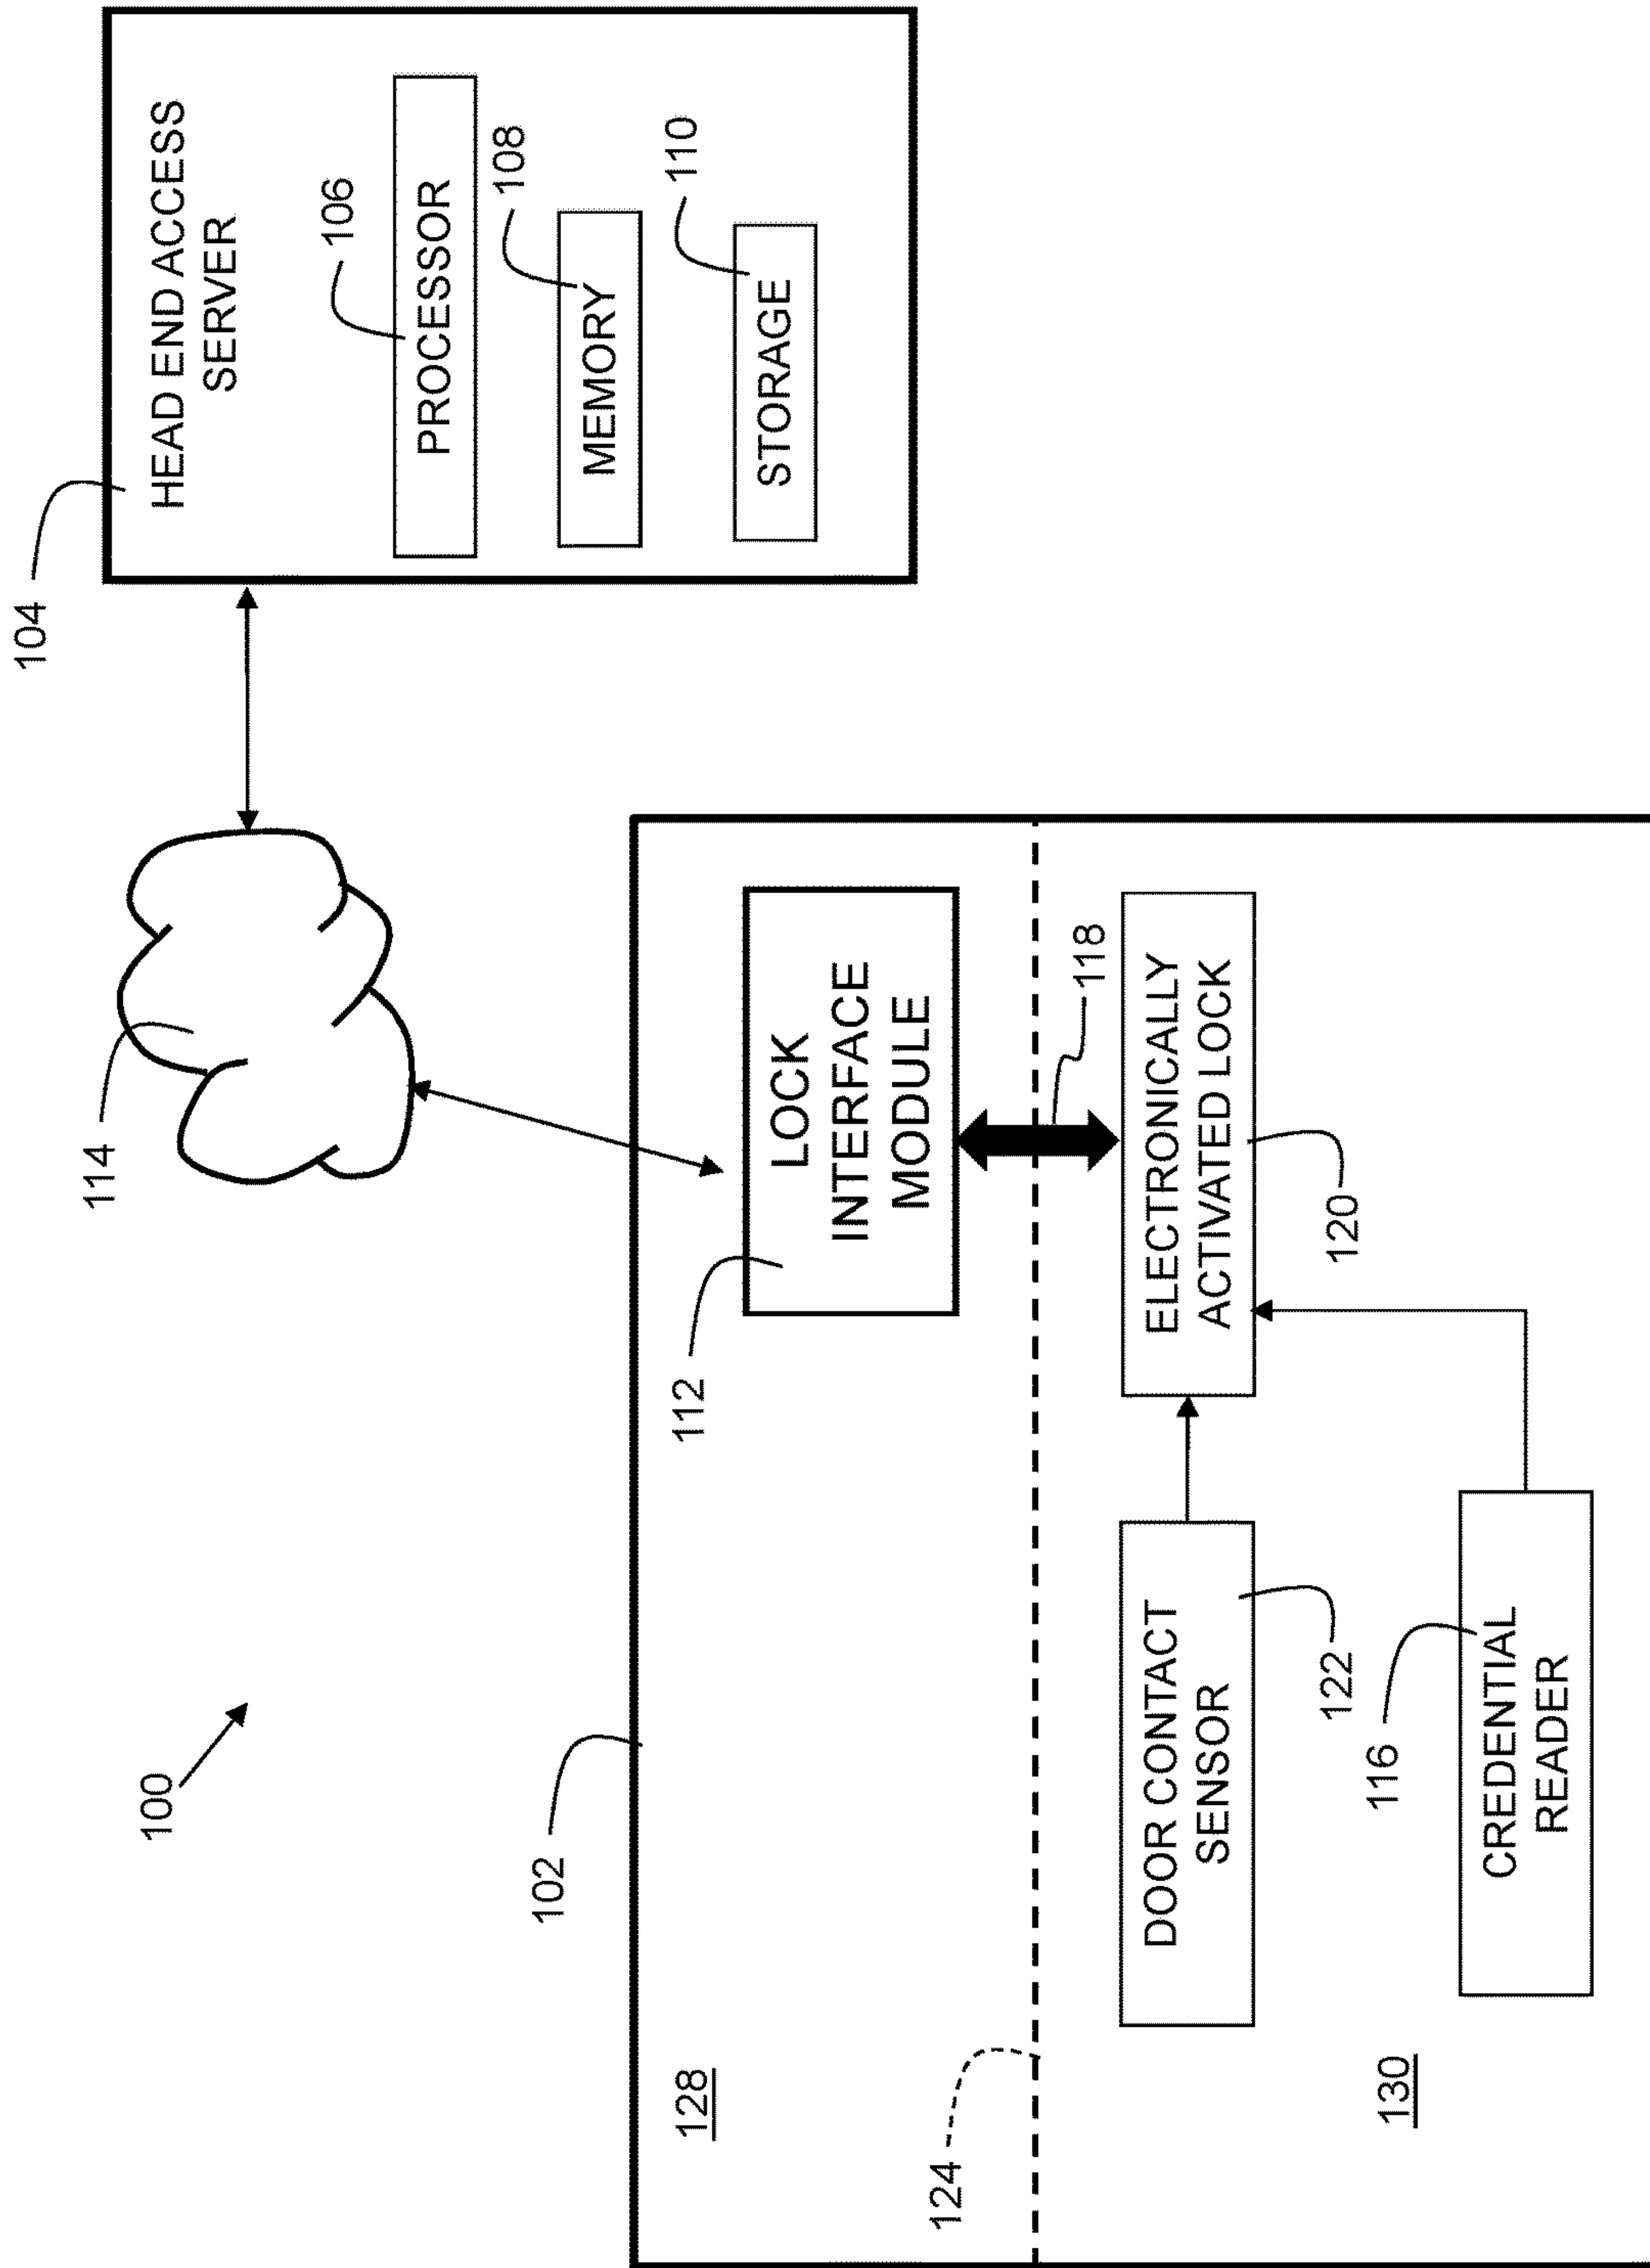 100
104
HEAD END ACCESS
SERVER
106
PROCESSOR
108
MEMORY
110
STORAGE
114
102
128
112
LOCK
INTERFACE
MODULE
124
118
ELECTRONICALLY
ACTIVATED LOCK
120
DOOR CONTACT
SENSOR
122
116
CREDENTIAL
READER
130